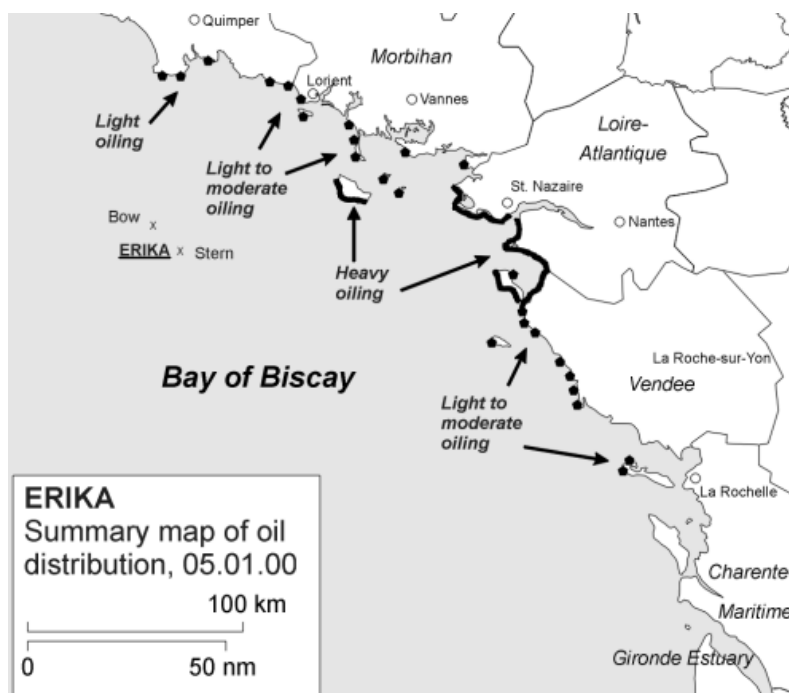 Quimper
Morbihan
Lorient
Vannes
Light
oiling
Loire-
Atlantique
Light to
moderate
oiling
St. Nazaire
Nantes
Bow x
ERIKA x Stern
Heavy
oiling
Bay of Biscay
La Roche-sur-Yon
Vendee
Light to
moderate
oiling
La Rochelle
ERIKA
Summary map of oil
distribution, 05.01.00
100 km
0 50 nm
Charente
Maritime
Gironde Estuary